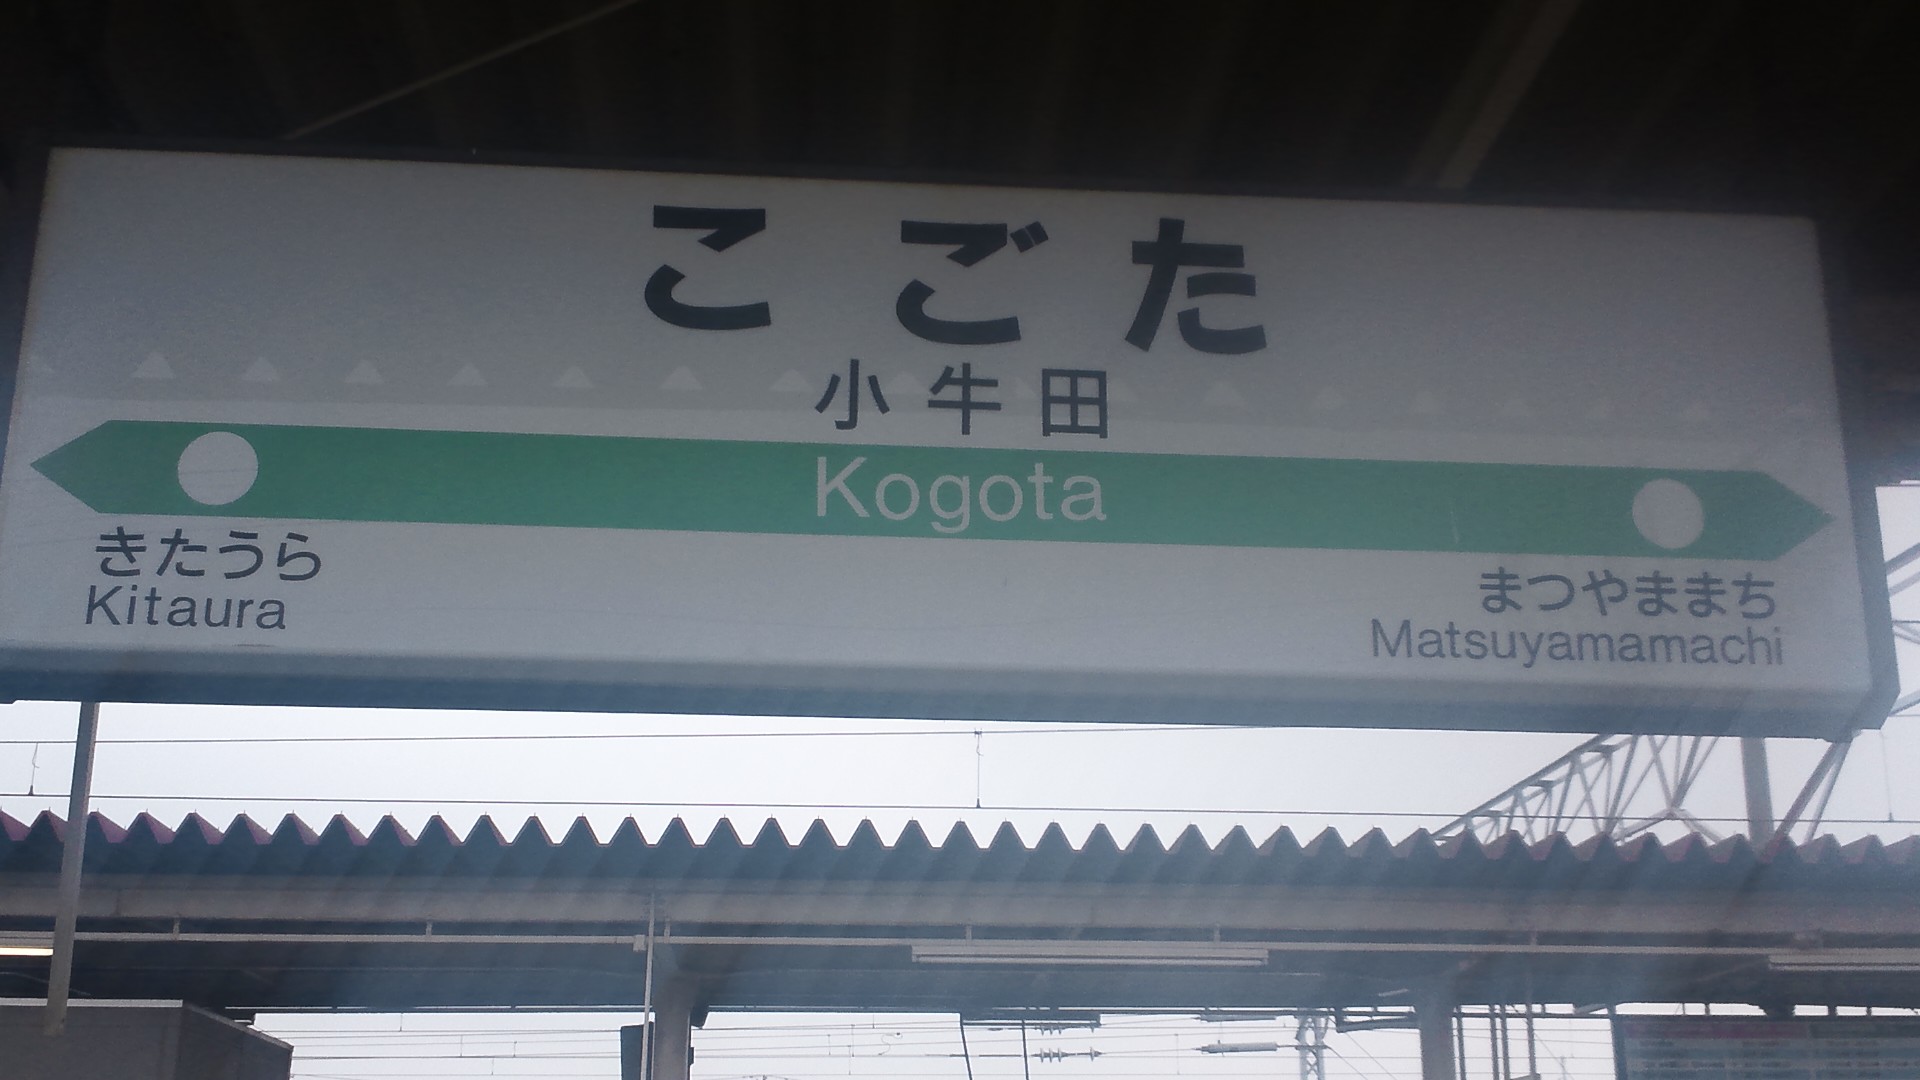 こごた
小牛田
Kogota
きたうら
Kitaura
まつやままち
Matsuyamamachi